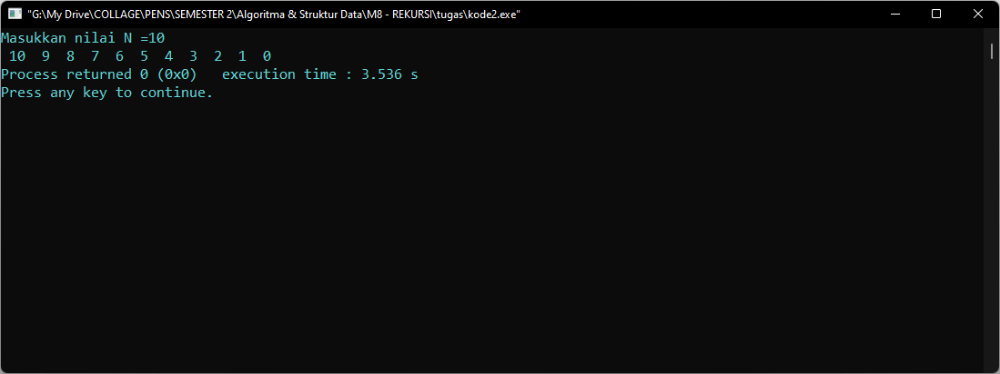 "G:\My Drive\COLLAGE\PENS\SEMESTER 2\Algoritma & Struktur Data\M8 - REKURSI\tugas\kode2.exe"
Masukkan nilai N =10
 10  9  8  7  6  5  4  3  2  1  0
Process returned 0 (0x0)   execution time : 3.536 s
Press any key to continue.